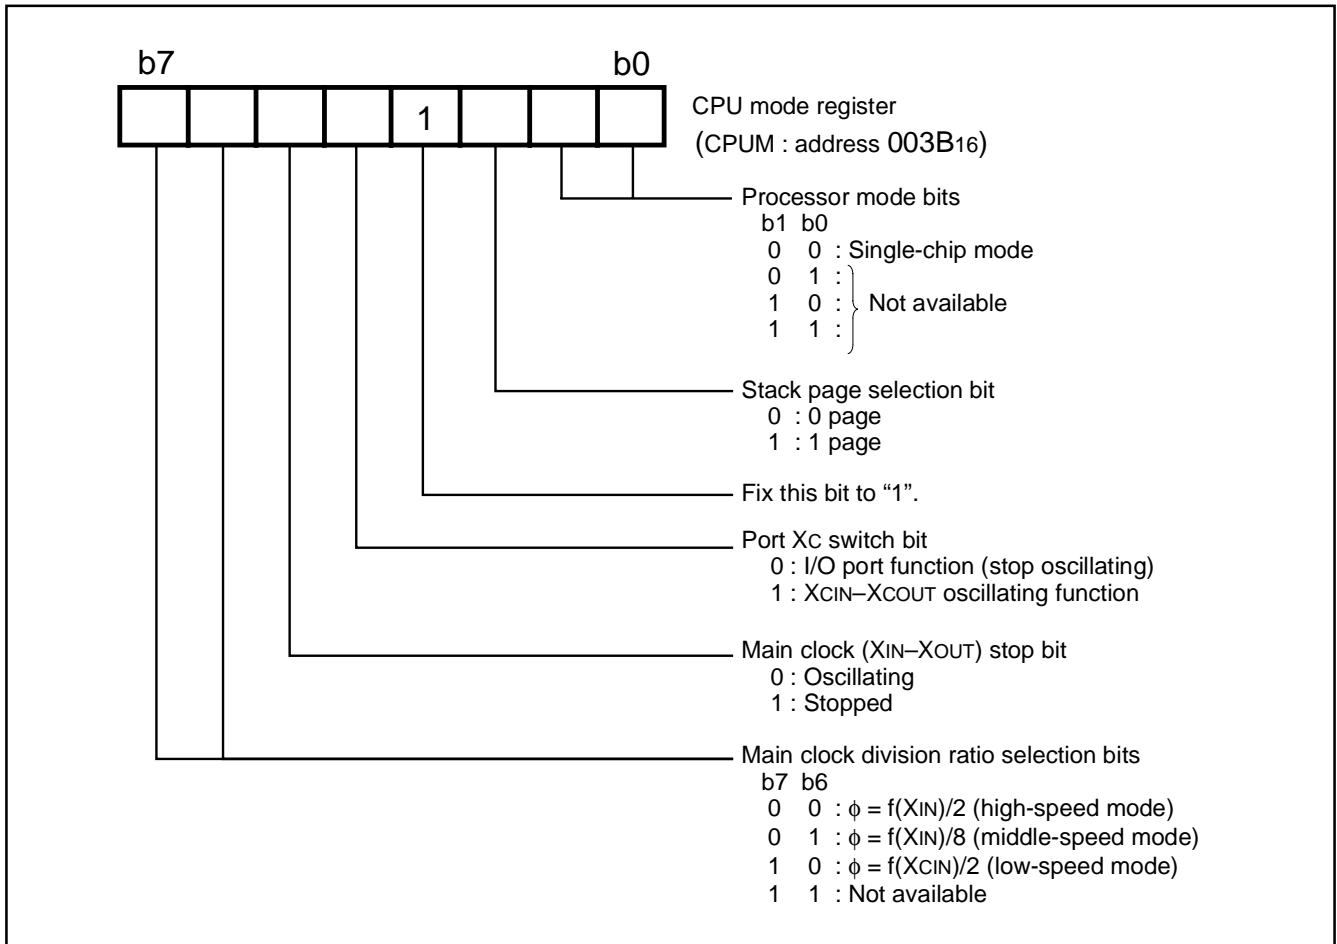 b7 b0
1
CPU mode register
(CPUM : address 003B16)
Processor mode bits
b1 b0
0 0 : Single-chip mode
0 1 :
1 0 : Not available
1 1 :
Stack page selection bit
0 : 0 page
1 : 1 page
Fix this bit to “1”.
Port XC switch bit
0 : I/O port function (stop oscillating)
1 : XCIN–XCOUT oscillating function
Main clock (XIN–XOUT) stop bit
0 : Oscillating
1 : Stopped
Main clock division ratio selection bits
b7 b6
0 0 : ϕ = f(XIN)/2 (high-speed mode)
0 1 : ϕ = f(XIN)/8 (middle-speed mode)
1 0 : ϕ = f(XCIN)/2 (low-speed mode)
1 1 : Not available